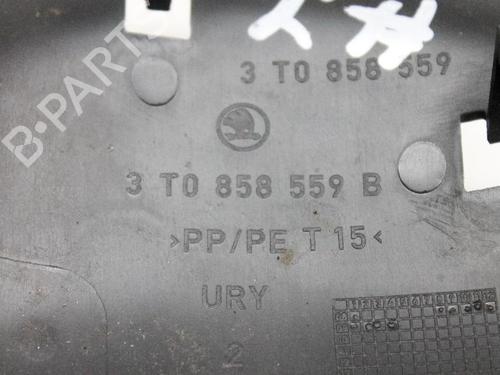 3 T0 858 559
3 T0 858 559 B
>PP/PE T 15<
URY
2
B-PARTS